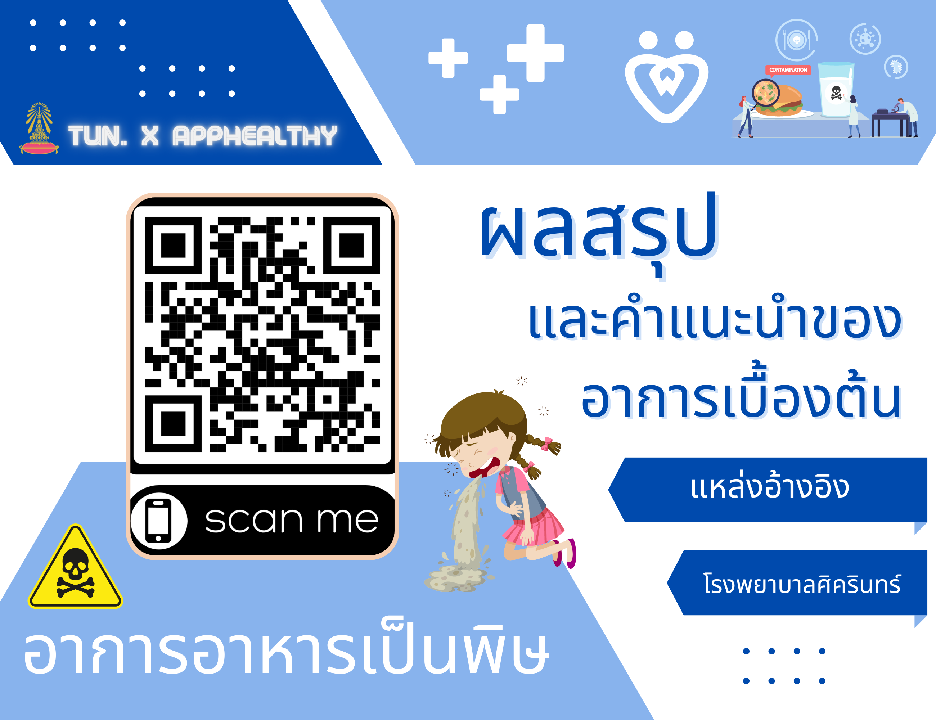 TUN. X APPHEALTHY
CONTAMINATION
ผลสรุป
และคำแนะนำของ
อาการเบื้องต้น
แหล่งอ้างอิง
โรงพยาบาลศิครินทร์
scan me
อาการอาหารเป็นพิษ